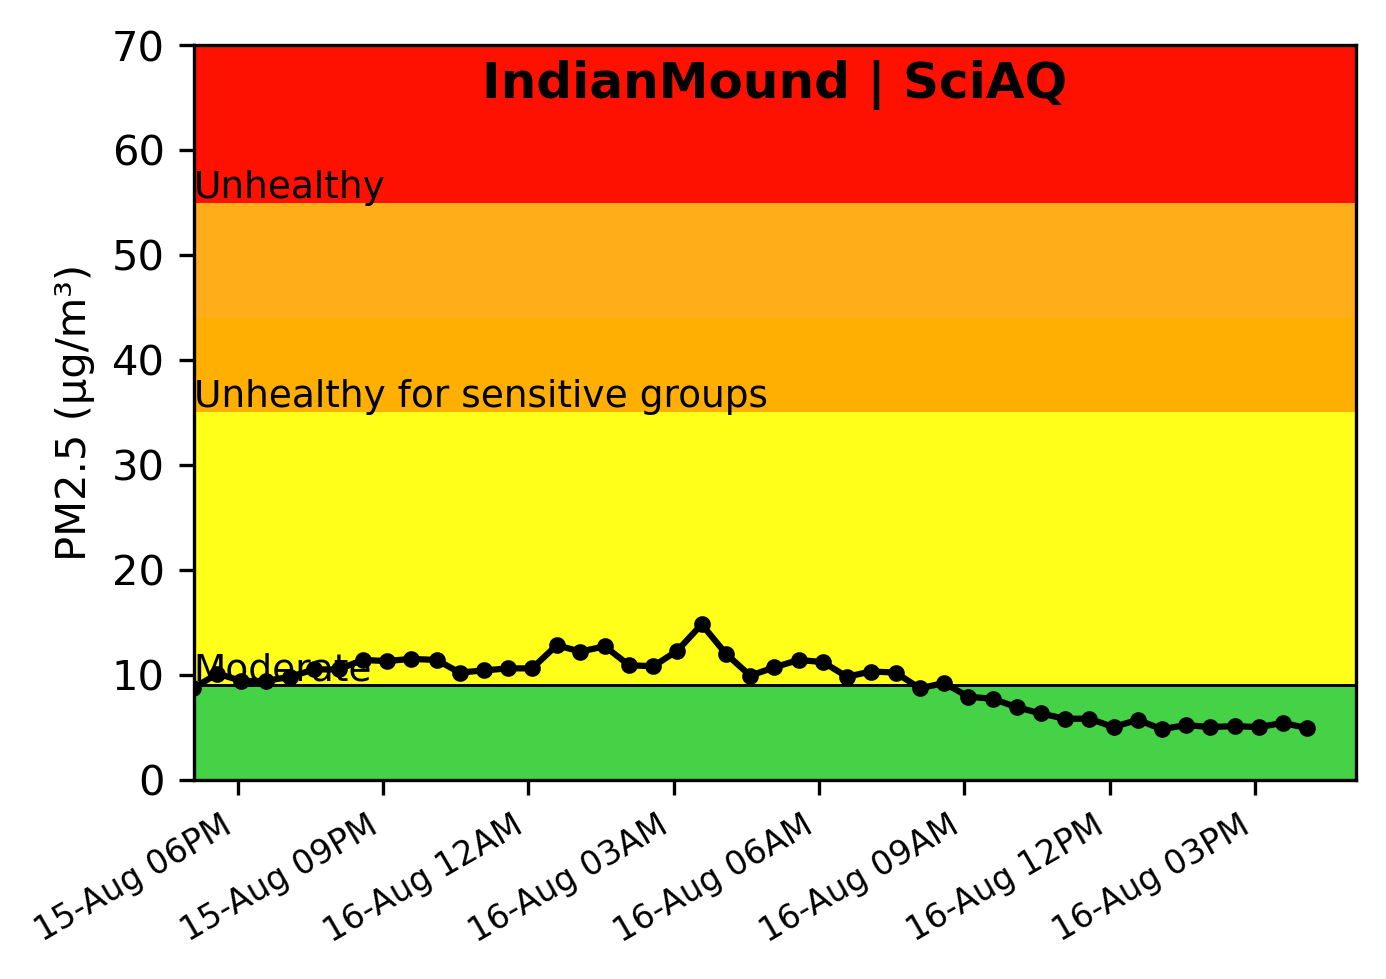 IndianMound | SciAQ
70
60
50
40
30
20
10
0
PM2.5 (µg/m³)
Unhealthy
Unhealthy for sensitive groups
Moderate
15-Aug 06PM
15-Aug 09PM
16-Aug 12AM
16-Aug 03AM
16-Aug 06AM
16-Aug 09AM
16-Aug 12PM
16-Aug 03PM